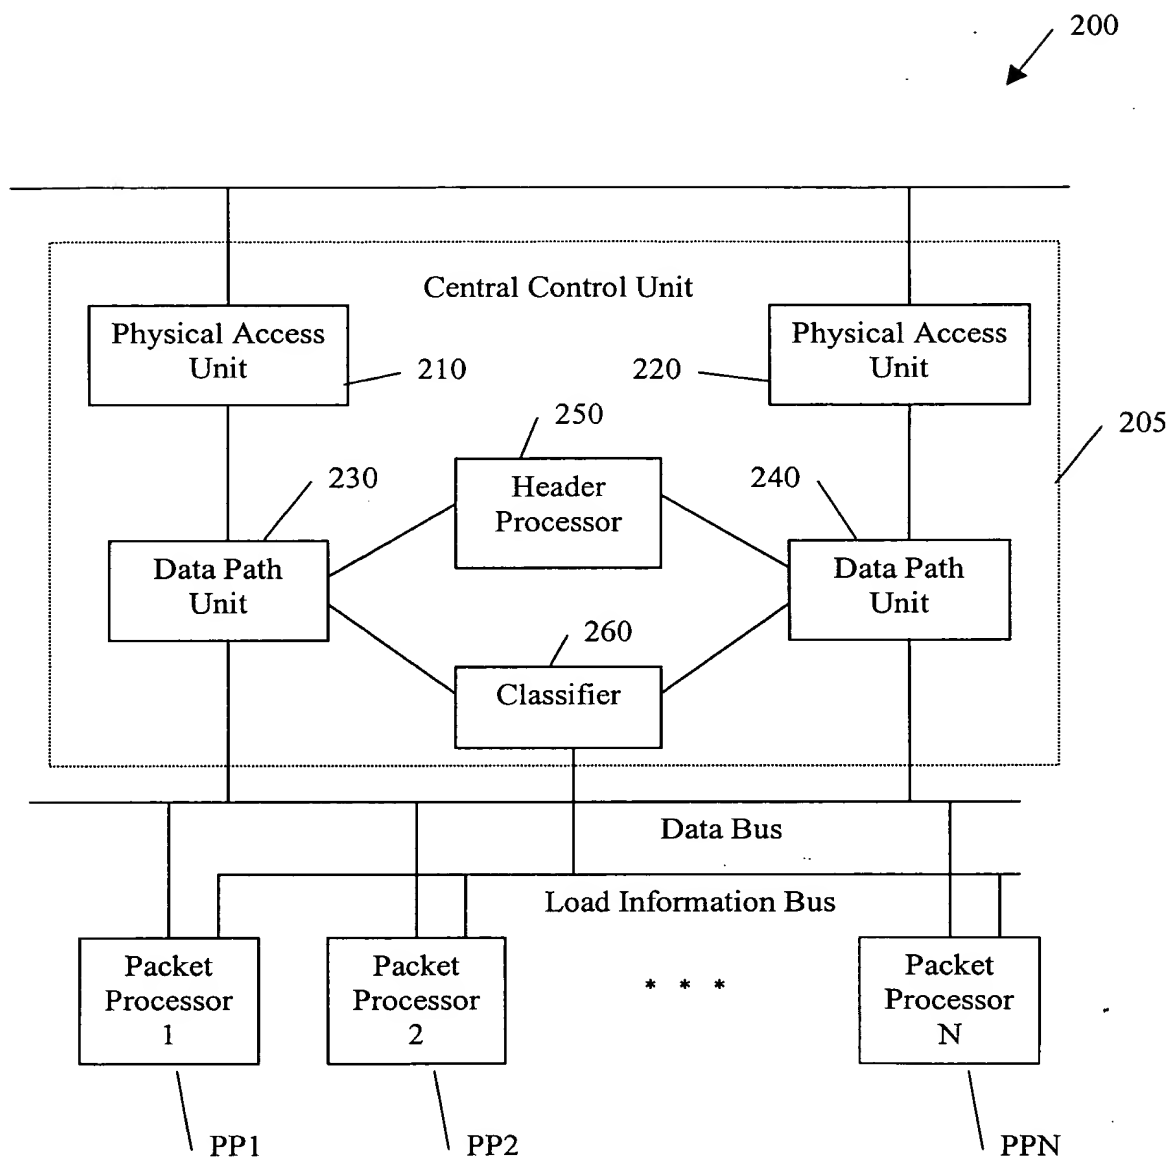 200
Central Control Unit
Physical Access
Unit
210
Physical Access
Unit
220
205
250
Header
Processor
230
Data Path
Unit
240
Data Path
Unit
260
Classifier
Data Bus
Load Information Bus
Packet
Processor
1
Packet
Processor
2
* * *
Packet
Processor
N
PP1
PP2
PPN